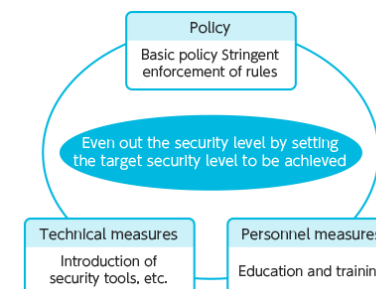 Policy
Basic policy Stringent
enforcement of rules
Even out the security level by setting
the target security level to be achieved
Technical measures
Introduction of
security tools, etc.
Personnel measures
Education and trainin